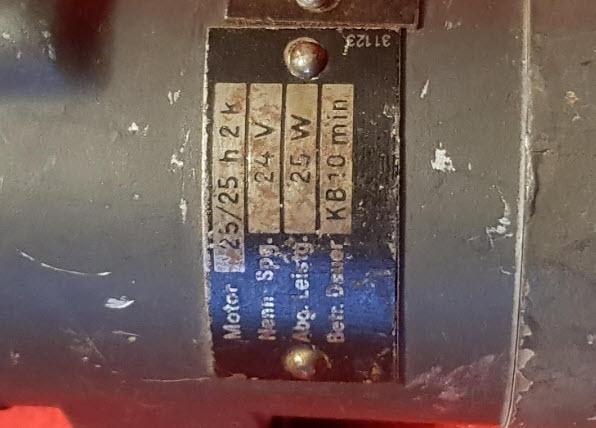 Motor 25/25 h 2 k
Nenn Spg. 24 V
Abg. Leistg. 25 W
Betr. Dauer KB 10 min
31123